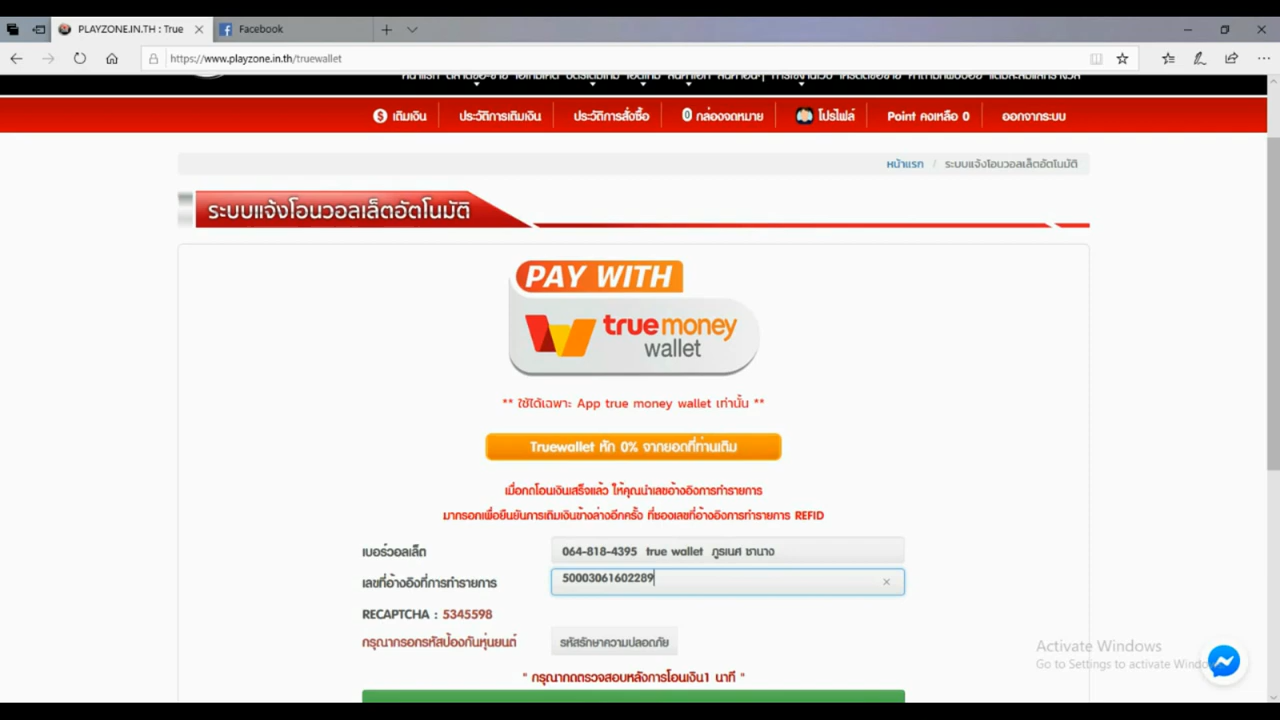 PLAYZONE.IN.TH : True
Facebook
https://www.playzone.in.th/truewallet
เติมเงิน
ประวัติการเติมเงิน
ประวัติการสั่งซื้อ
0 กล่องจดหมาย
โปรไฟล์
Point คงเหลือ 0
ออกจากระบบ
หน้าแรก / ระบบแจ้งโอนวอลเล็ตอัตโนมัติ
ระบบแจ้งโอนวอลเล็ตอัตโนมัติ
PAY WITH
truemoney
wallet
** ใช้ได้เฉพาะ App true money wallet เท่านั้น **
Truewallet หัก 0% จากยอดที่ท่านเติม
เมื่อกดโอนเงินเสร็จแล้ว ให้คุณนำเลขอ้างอิงการทำรายการ
มากรอกเพื่อยืนยันการเติมเงินข้างล่างอีกครั้ง ที่ช่องเลขที่อ้างอิงการทำรายการ REFID
เบอร์วอลเล็ต
064-818-4395 true wallet ภูรเนศ ชานาง
เลขที่อ้างอิงที่การทำรายการ
50003061602289
RECAPTCHA : 5345598
กรุณากรอกรหัสป้องกันหุ่นยนต์
รหัสรักษาความปลอดภัย
" กรุณากดตรวจสอบหลังการโอนเงิน1 นาที "
Activate Windows
Go to Settings to activate Windo